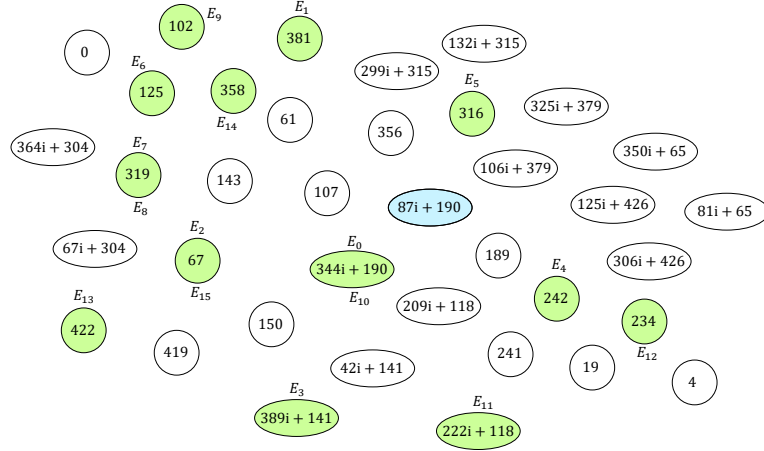 102 E₉
E₁
381
0
132i + 315
299i + 315
E₆
125
358
E₁₄
E₅
316
325i + 379
61
356
364i + 304
E₇
319
E₈
143
107
106i + 379
350i + 65
87i + 190
125i + 426
81i + 65
67i + 304
E₂
67
E₁₅
E₀
344i + 190
E₁₀
189
306i + 426
E₁₃
422
150
209i + 118
E₄
242
234
E₁₂
419
42i + 141
241
19
4
E₃
389i + 141
E₁₁
222i + 118